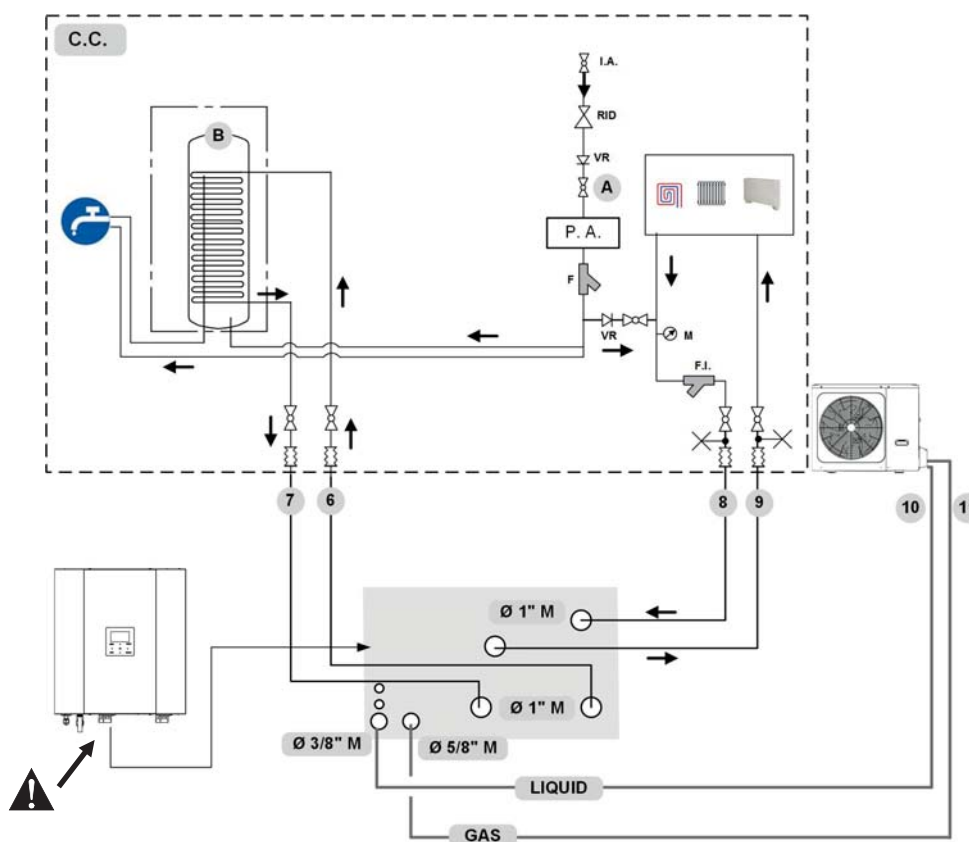 C.C.
I.A.
RID
B
VR
A
P. A.
F
VR
M
F.I.
7
6
8
9
10
Ø 1" M
Ø 1" M
Ø 3/8" M
Ø 5/8" M
LIQUID
GAS